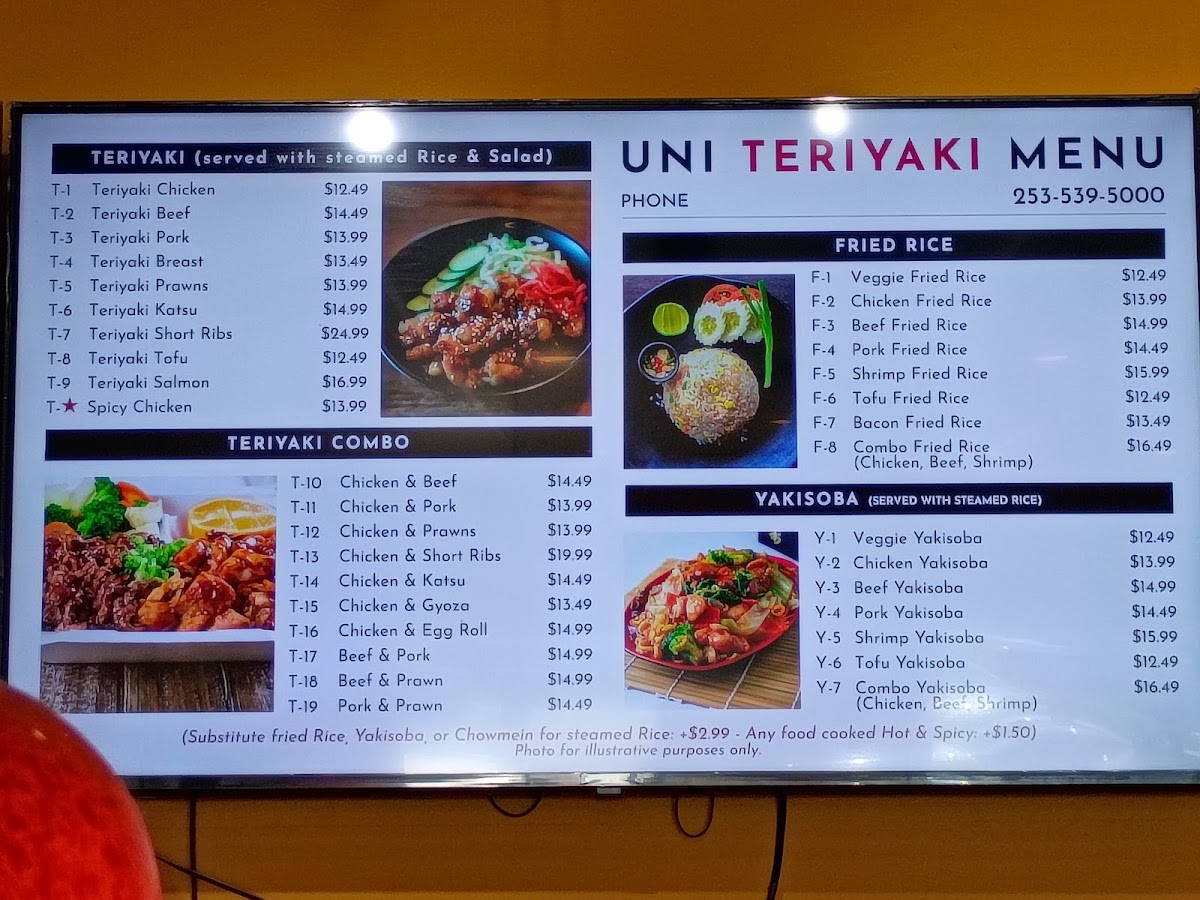 TERIYAKI (served with steamed Rice & Salad)
T-1 Teriyaki Chicken $12.49
T-2 Teriyaki Beef $14.49
T-3 Teriyaki Pork $13.99
T-4 Teriyaki Breast $13.49
T-5 Teriyaki Prawns $13.99
T-6 Teriyaki Katsu $14.99
T-7 Teriyaki Short Ribs $24.99
T-8 Teriyaki Tofu $12.49
T-9 Teriyaki Salmon $16.99
T-★ Spicy Chicken $13.99
TERIYAKI COMBO
T-10 Chicken & Beef $14.49
T-11 Chicken & Pork $13.99
T-12 Chicken & Prawns $13.99
T-13 Chicken & Short Ribs $19.99
T-14 Chicken & Katsu $14.49
T-15 Chicken & Gyoza $13.49
T-16 Chicken & Egg Roll $14.99
T-17 Beef & Pork $14.99
T-18 Beef & Prawn $14.99
T-19 Pork & Prawn $14.49
UNI TERIYAKI MENU
PHONE 253-539-5000
FRIED RICE
F-1 Veggie Fried Rice $12.49
F-2 Chicken Fried Rice $13.99
F-3 Beef Fried Rice $14.99
F-4 Pork Fried Rice $14.49
F-5 Shrimp Fried Rice $15.99
F-6 Tofu Fried Rice $12.49
F-7 Bacon Fried Rice $13.49
F-8 Combo Fried Rice $16.49
(Chicken, Beef, Shrimp)
YAKISOBA (SERVED WITH STEAMED RICE)
Y-1 Veggie Yakisoba $12.49
Y-2 Chicken Yakisoba $13.99
Y-3 Beef Yakisoba $14.99
Y-4 Pork Yakisoba $14.49
Y-5 Shrimp Yakisoba $15.99
Y-6 Tofu Yakisoba $12.49
Y-7 Combo Yakisoba $16.49
(Chicken, Beef, Shrimp)
(Substitute fried Rice, Yakisoba, or Chowmein for steamed Rice: +$2.99 - Any food cooked Hot & Spicy: +$1.50)
Photo for illustrative purposes only.